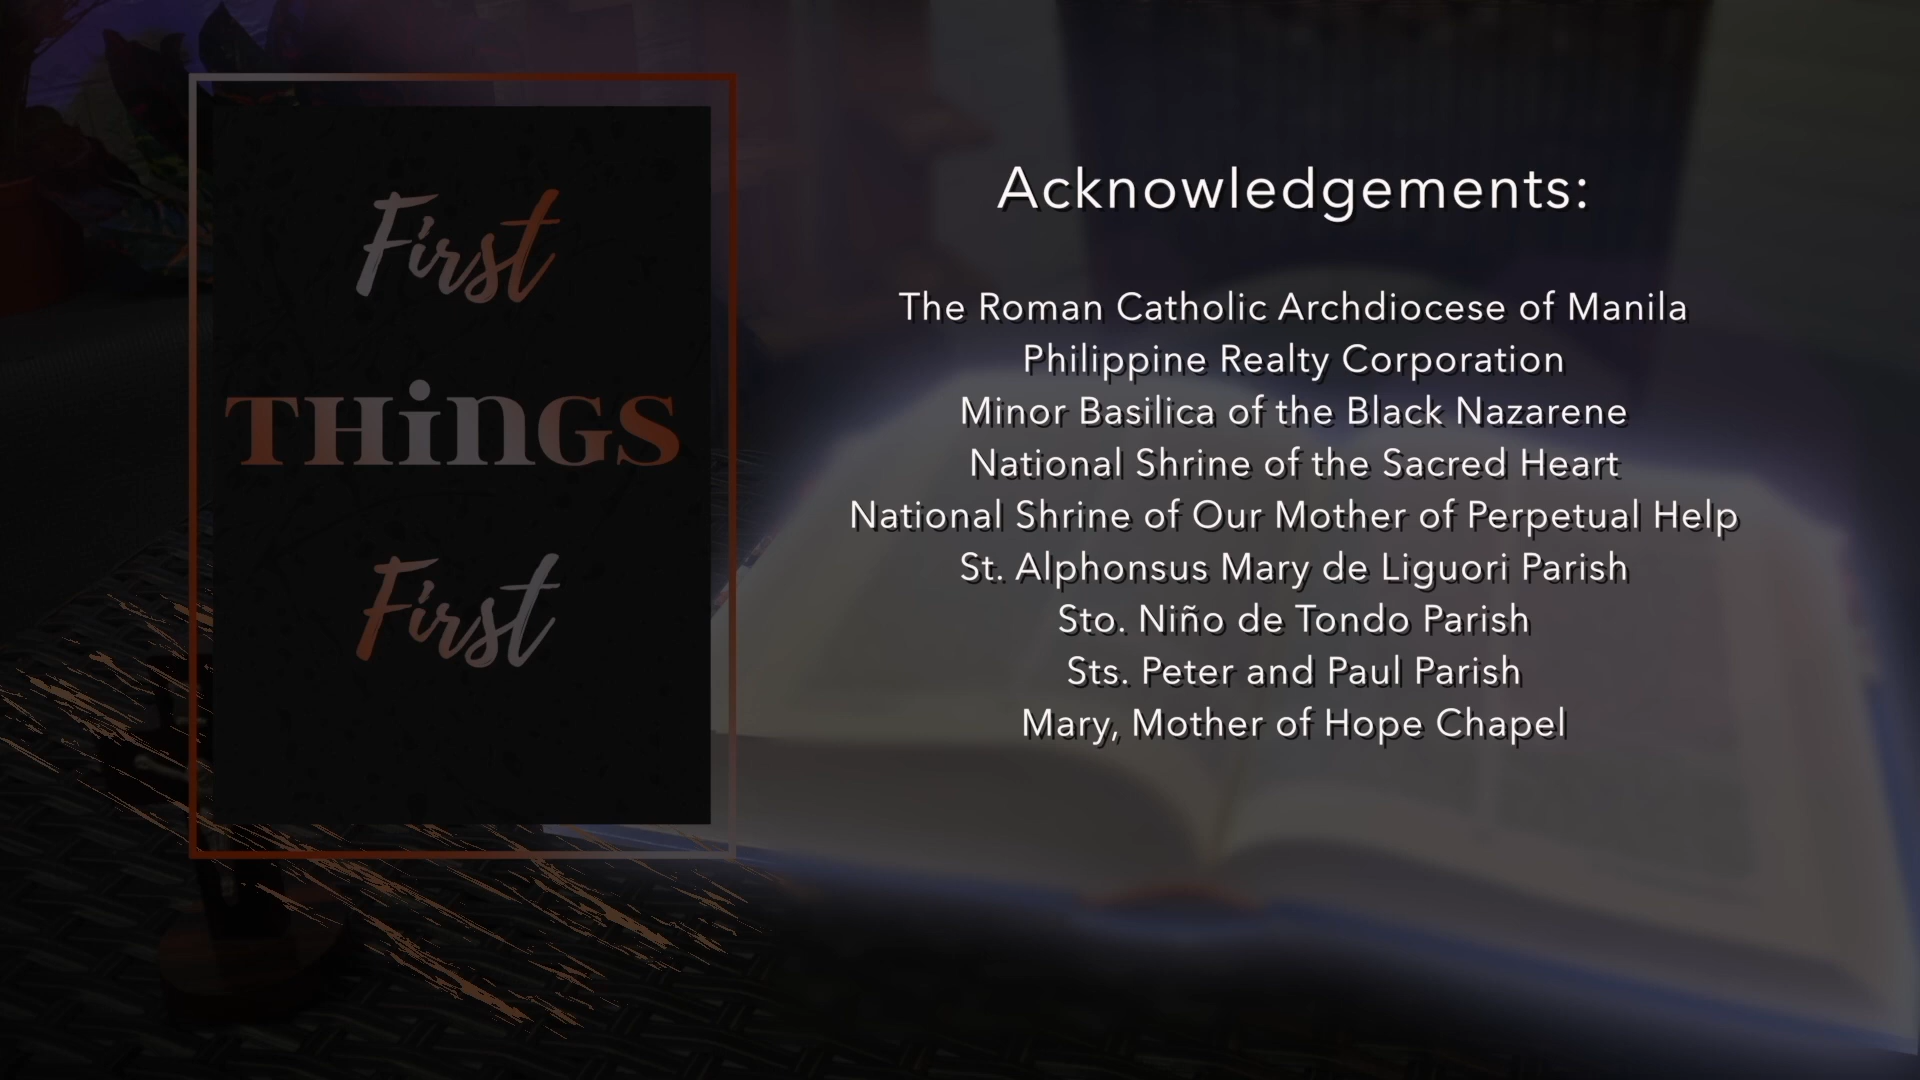 First
THiNGS
First
Acknowledgements:
The Roman Catholic Archdiocese of Manila
Philippine Realty Corporation
Minor Basilica of the Black Nazarene
National Shrine of the Sacred Heart
National Shrine of Our Mother of Perpetual Help
St. Alphonsus Mary de Liguori Parish
Sto. Niño de Tondo Parish
Sts. Peter and Paul Parish
Mary, Mother of Hope Chapel